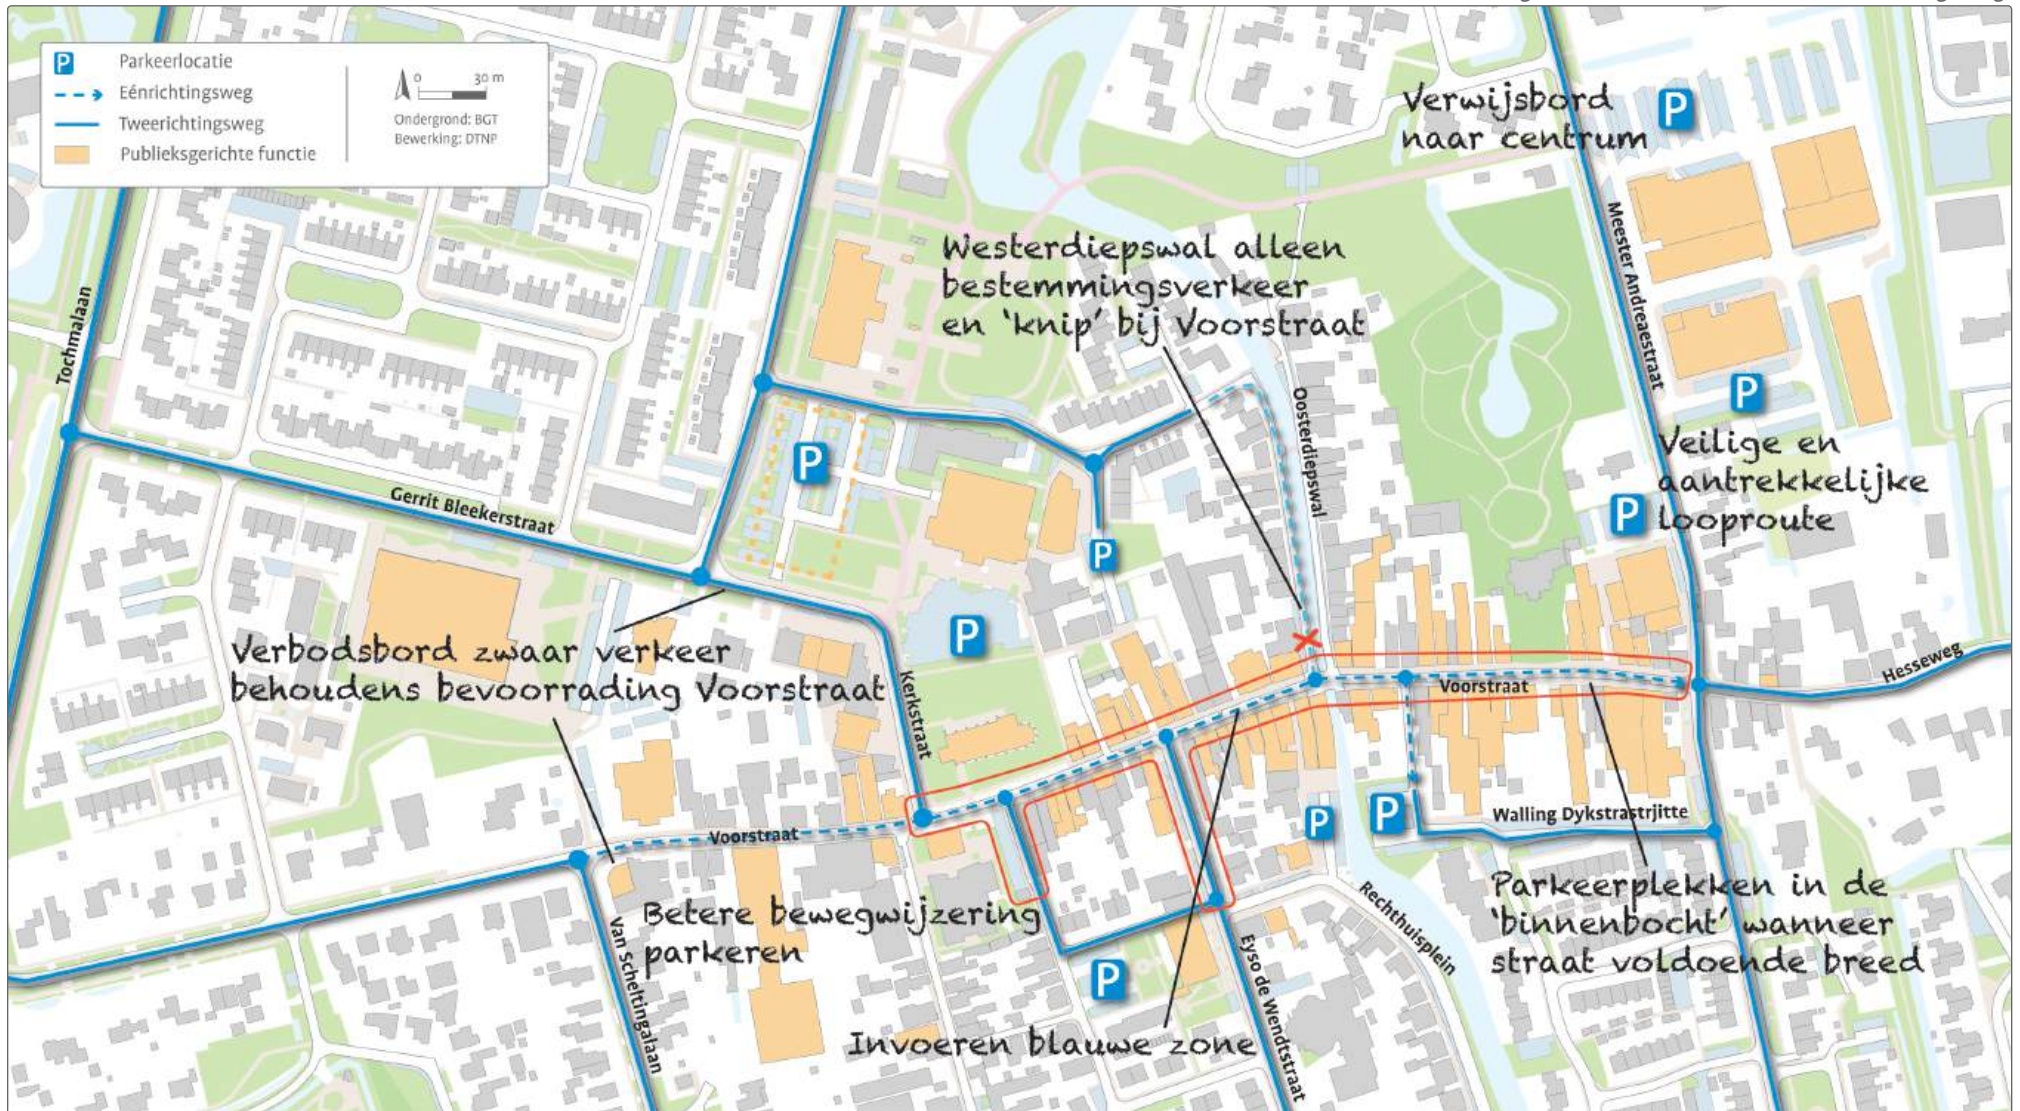 Parkeerlocatie
Eénrichtingsweg
Tweerichtingsweg
Publieksgerichte functie
0 30 m
Ondergrond: BGT
Bewerking: DTNP
Verwijsbord
naar centrum
P
Meester Andreaestraat
Westerdiepswal alleen
bestemmingsverkeer
en 'knip' bij Voorstraat
Tochmalaan
Oosterdiepswal
P
Veilige en
aantrekkelijke
looproute
P
P
Gerrit Bleekerstraat
P
P
Verbodsbord zwaar verkeer
behoudens bevoorrading Voorstraat
Kerkstraat
Hesseweg
Voorstraat
Voorstraat
P
P
Walling Dykstrastrjitte
Betere bewegwijzering
parkeren
Van Scheltingalaan
P
Eyso de Wendtstraat
Rechthuisplein
Parkeerplekken in de
'binnenbocht' wanneer
straat voldoende breed
Invoeren blauwe zone